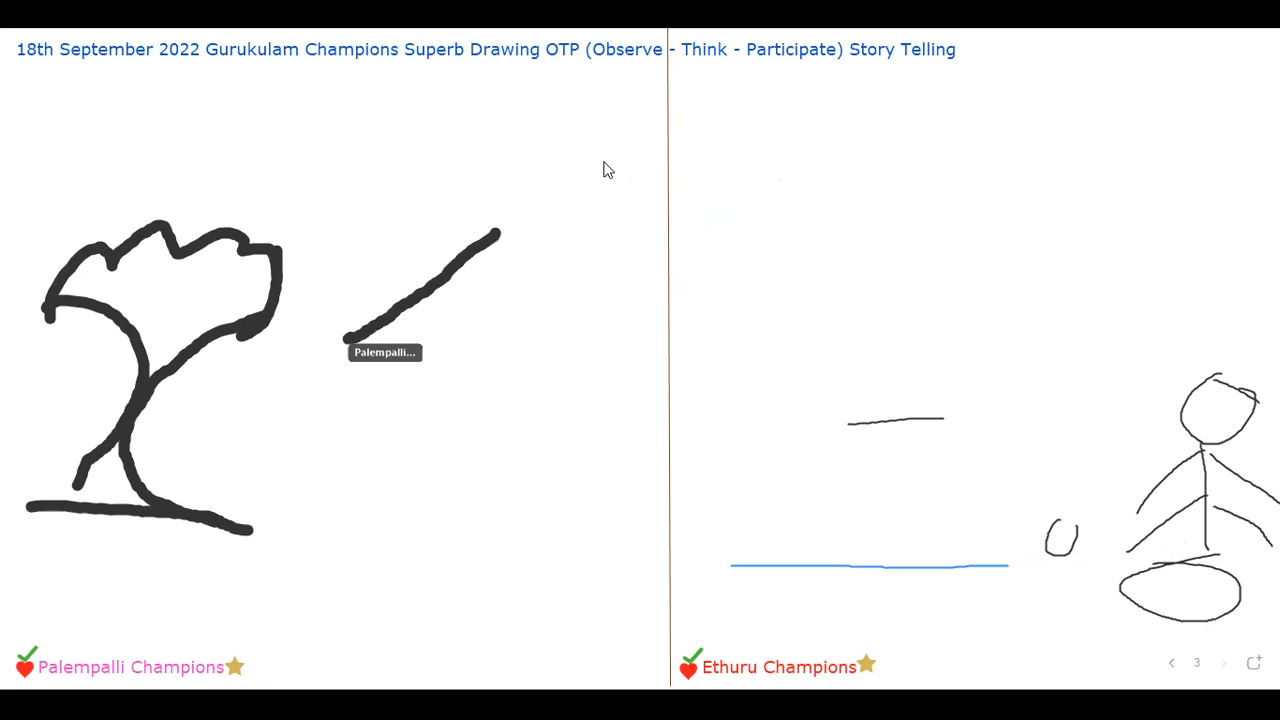 18th September 2022 Gurukulam Champions Superb Drawing OTP (Observe - Think - Participate) Story Telling
Palempalli...
Palempalli Champions
Ethuru Champions
3